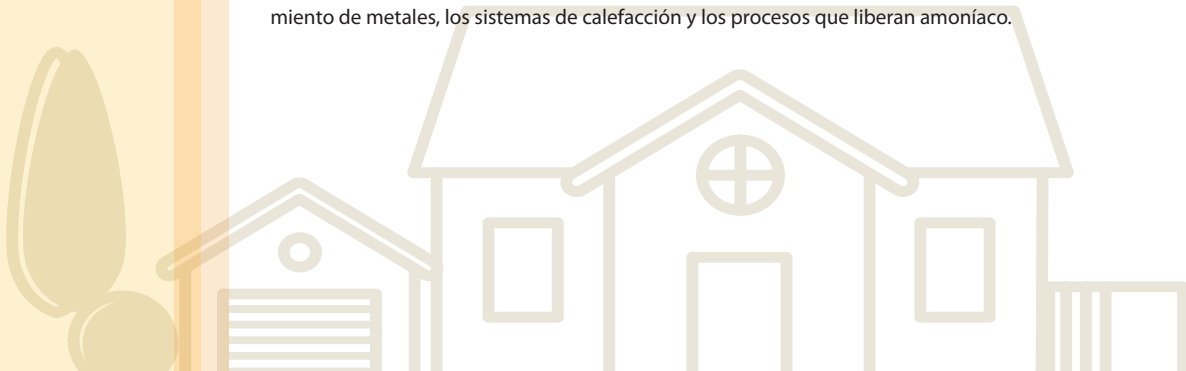 miento de metales, los sistemas de calefacción y los procesos que liberan amoníaco.